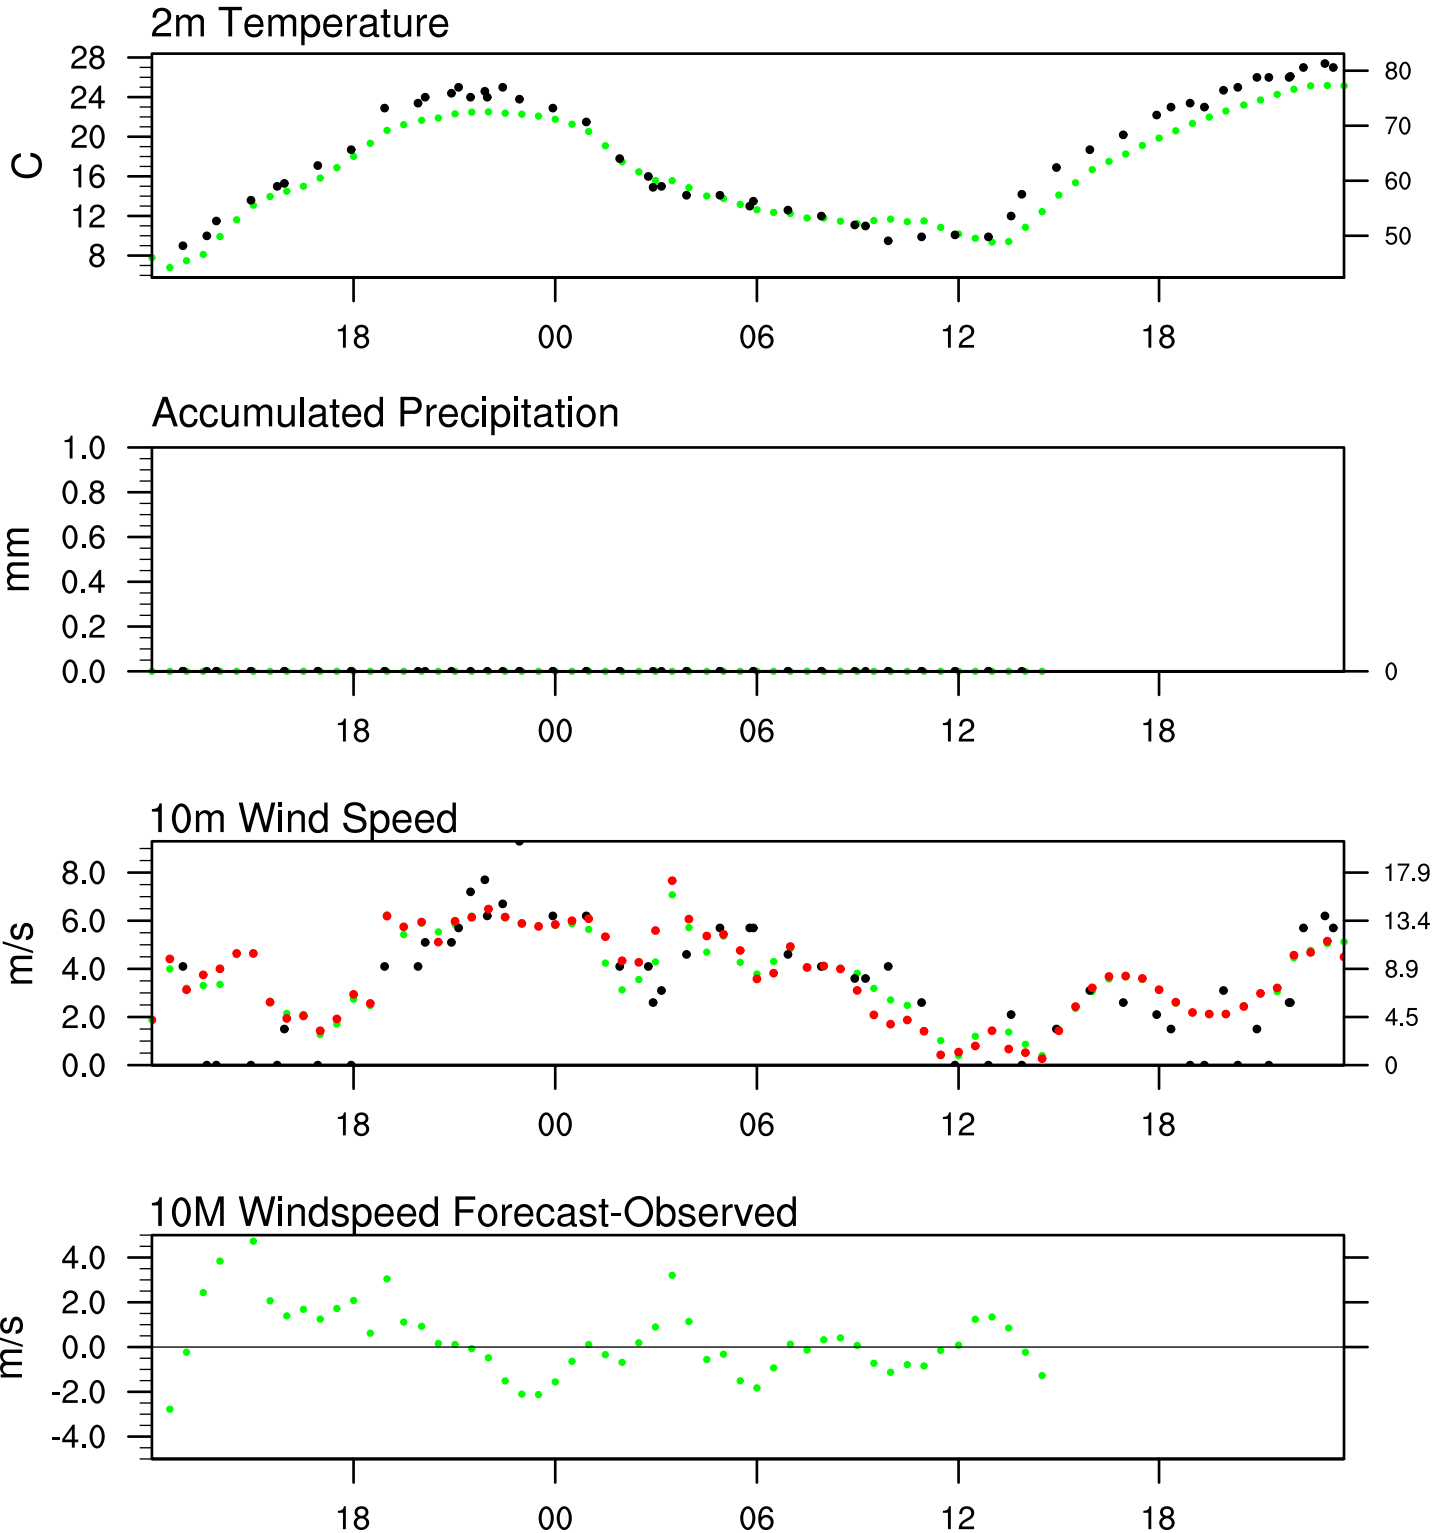 2m Temperature
28
24
20
16
12
8
C
80
70
60
50
18 00 06 12 18
Accumulated Precipitation
1.0
0.8
0.6
0.4
0.2
0.0
mm
0
18 00 06 12 18
10m Wind Speed
8.0
6.0
4.0
2.0
0.0
m/s
17.9
13.4
8.9
4.5
0
18 00 06 12 18
10M Windspeed Forecast-Observed
4.0
2.0
0.0
-2.0
-4.0
m/s
18 00 06 12 18